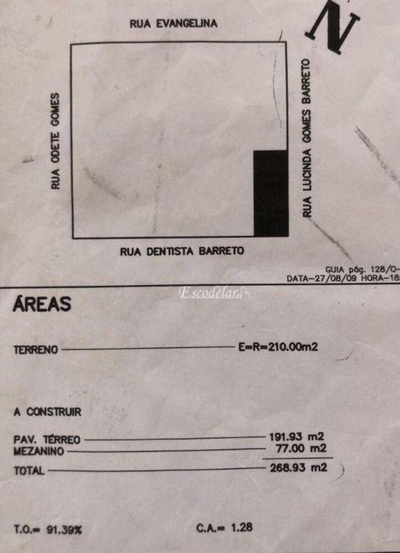 RUA EVANGELINA
N
RUA ODETE GOMES
RUA LUCINDA GOMES BARRETO
RUA DENTISTA BARRETO
GUIA pág. 128/O-
DATA-27/08/09 HORA-18
Escodelar
ÁREAS
TERRENO E=R=210.00m2
A CONSTRUIR
PAV. TÉRREO 191.93 m2
MEZANINO 77.00 m2
TOTAL 268.93 m2
T.O.= 91.39% C.A.= 1.28